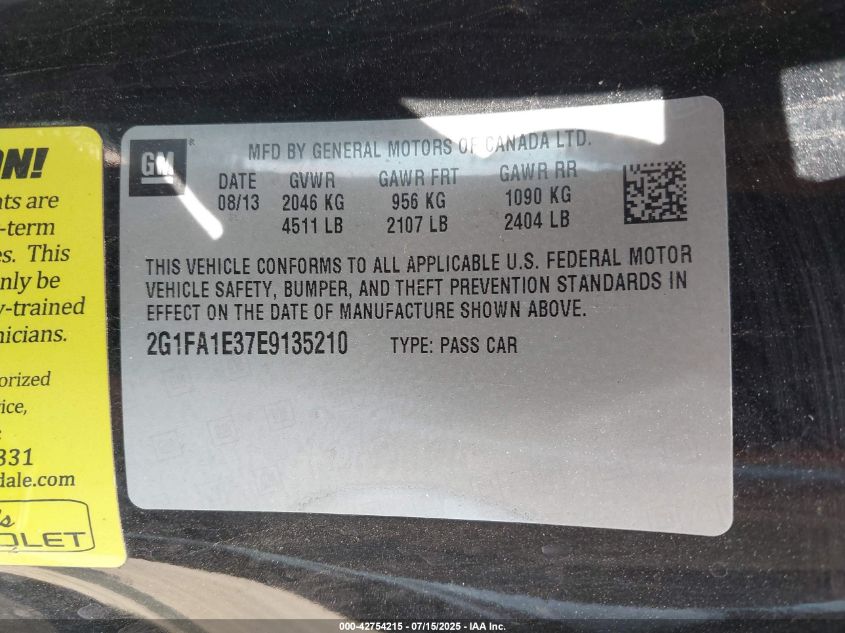 ON!
nts are
-term
es. This
only be
y-trained
nicians.
orized
vice,
331
dale.com
's
OLET
GM
®
MFD BY GENERAL MOTORS OF CANADA LTD.
DATE GVWR GAWR FRT GAWR RR
08/13 2046 KG 956 KG 1090 KG
4511 LB 2107 LB 2404 LB
THIS VEHICLE CONFORMS TO ALL APPLICABLE U.S. FEDERAL MOTOR
VEHICLE SAFETY, BUMPER, AND THEFT PREVENTION STANDARDS IN
EFFECT ON THE DATE OF MANUFACTURE SHOWN ABOVE.
2G1FA1E37E9135210 TYPE: PASS CAR
000-42754215 - 07/15/2025 - IAA Inc.